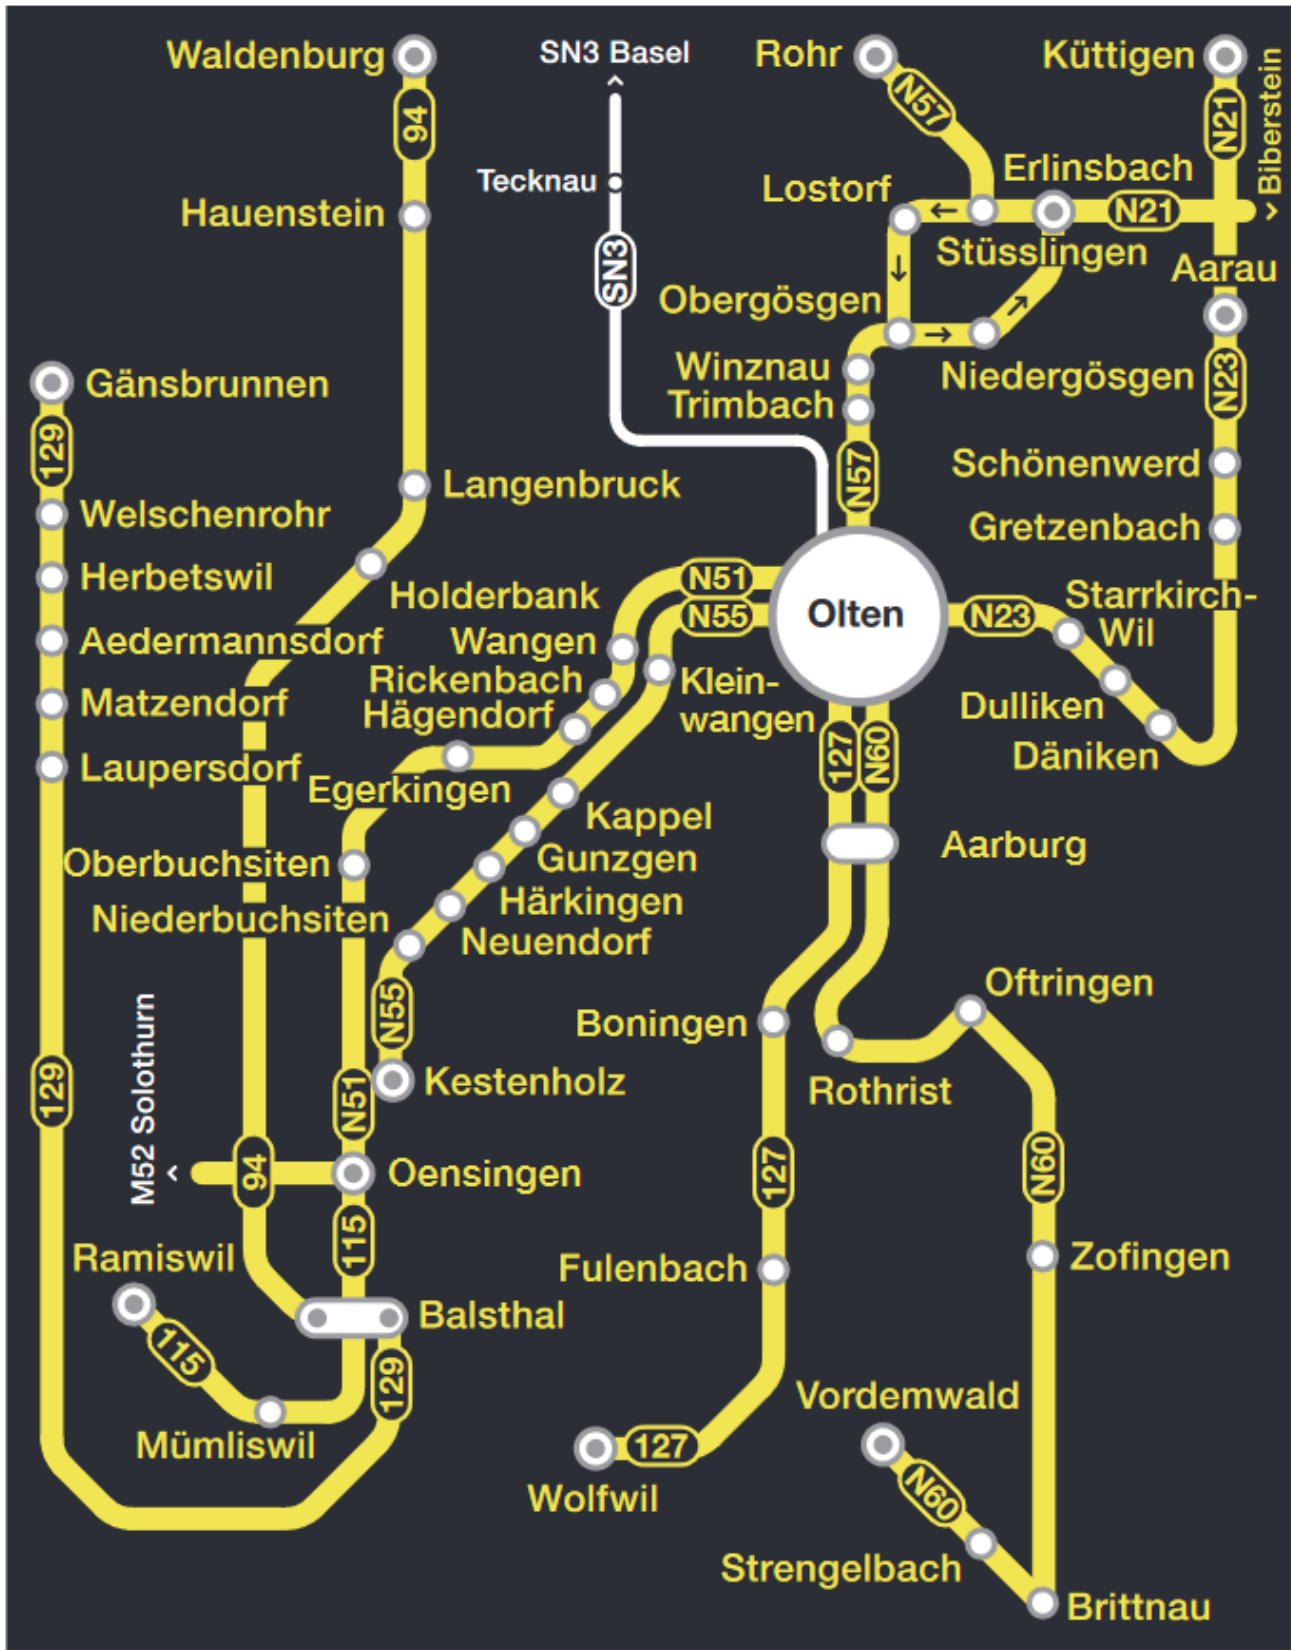 Waldenburg
SN3 Basel
Rohr
Küttigen
94
N57
N21
Biberstein
Tecknau
Erlinsbach
Lostorf
Hauenstein
N21
Stüsslingen
SN3
Aarau
Obergösgen
Winznau
Niedergösgen
Gänsbrunnen
N23
Trimbach
129
Schönenwerd
Langenbruck
N57
Welschenrohr
Gretzenbach
Herbetswil
N51
Holderbank
Starrkirch-
Wil
N55
Olten
N23
Aedermannsdorf
Wangen
Rickenbach
Klein-
wangen
Matzendorf
Hägendorf
Dulliken
Däniken
127
N60
Laupersdorf
Egerkingen
Kappel
Aarburg
Oberbuchsiten
Gunzgen
Härkingen
Niederbuchsiten
Neuendorf
Oftringen
N55
Boningen
M52 Solothurn
129
N51
Kestenholz
Rothrist
94
Oensingen
127
N60
115
Ramiswil
Fulenbach
Zofingen
Balsthal
115
129
Vordemwald
Mümliswil
127
Wolfwil
N60
Strengelbach
Brittnau